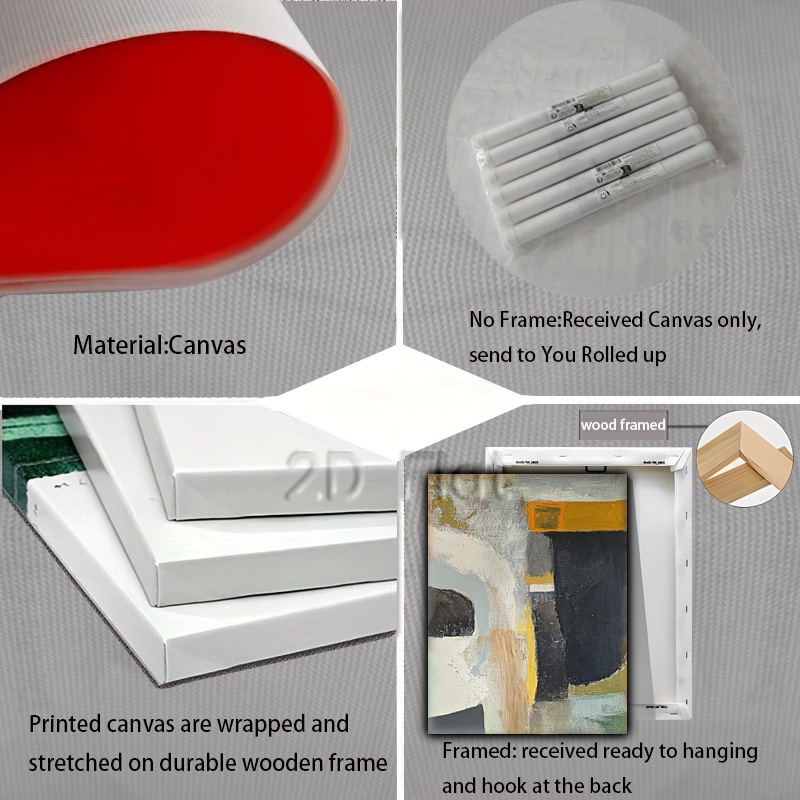 Material:Canvas
No Frame:Received Canvas only,
send to You Rolled up
wood framed
2D
Printed canvas are wrapped and
stretched on durable wooden frame
Framed: received ready to hanging
and hook at the back